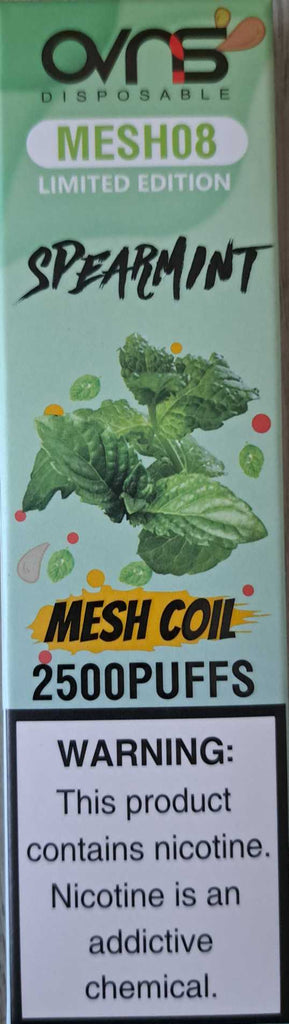 OVNS
DISPOSABLE
MESH08
LIMITED EDITION
SPEARMINT
MESH COIL
2500PUFFS
WARNING:
This product
contains nicotine.
Nicotine is an
addictive
chemical.